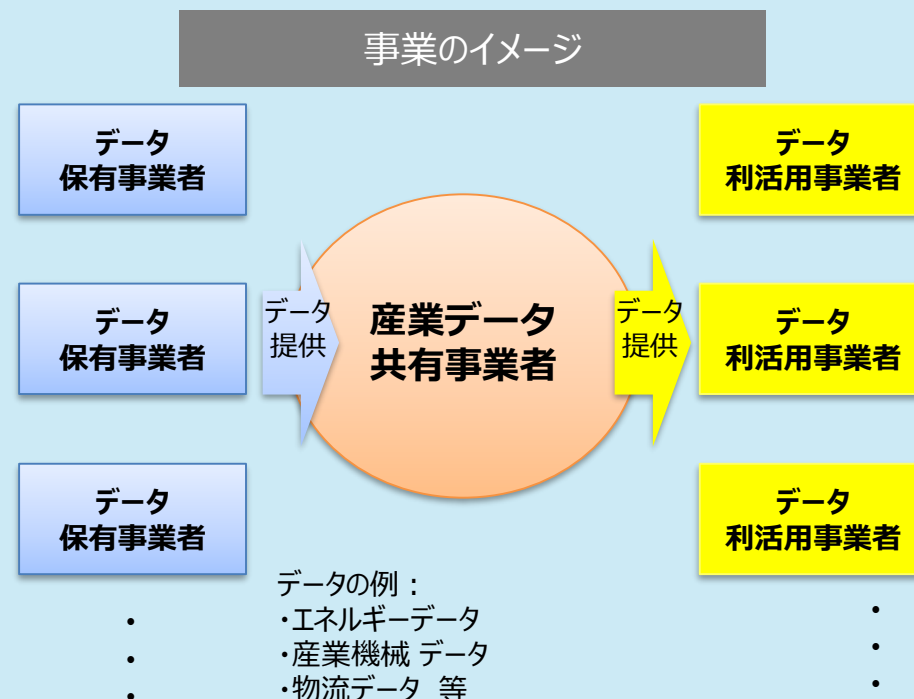 事業のイメージ
データ
保有事業者
データ
利活用事業者
データ
保有事業者
データ
提供
産業データ
共有事業者
データ
提供
データ
利活用事業者
データ
保有事業者
データ
利活用事業者
データの例：
・エネルギーデータ
・産業機械 データ
・物流データ 等
・
・
・
・
・
・